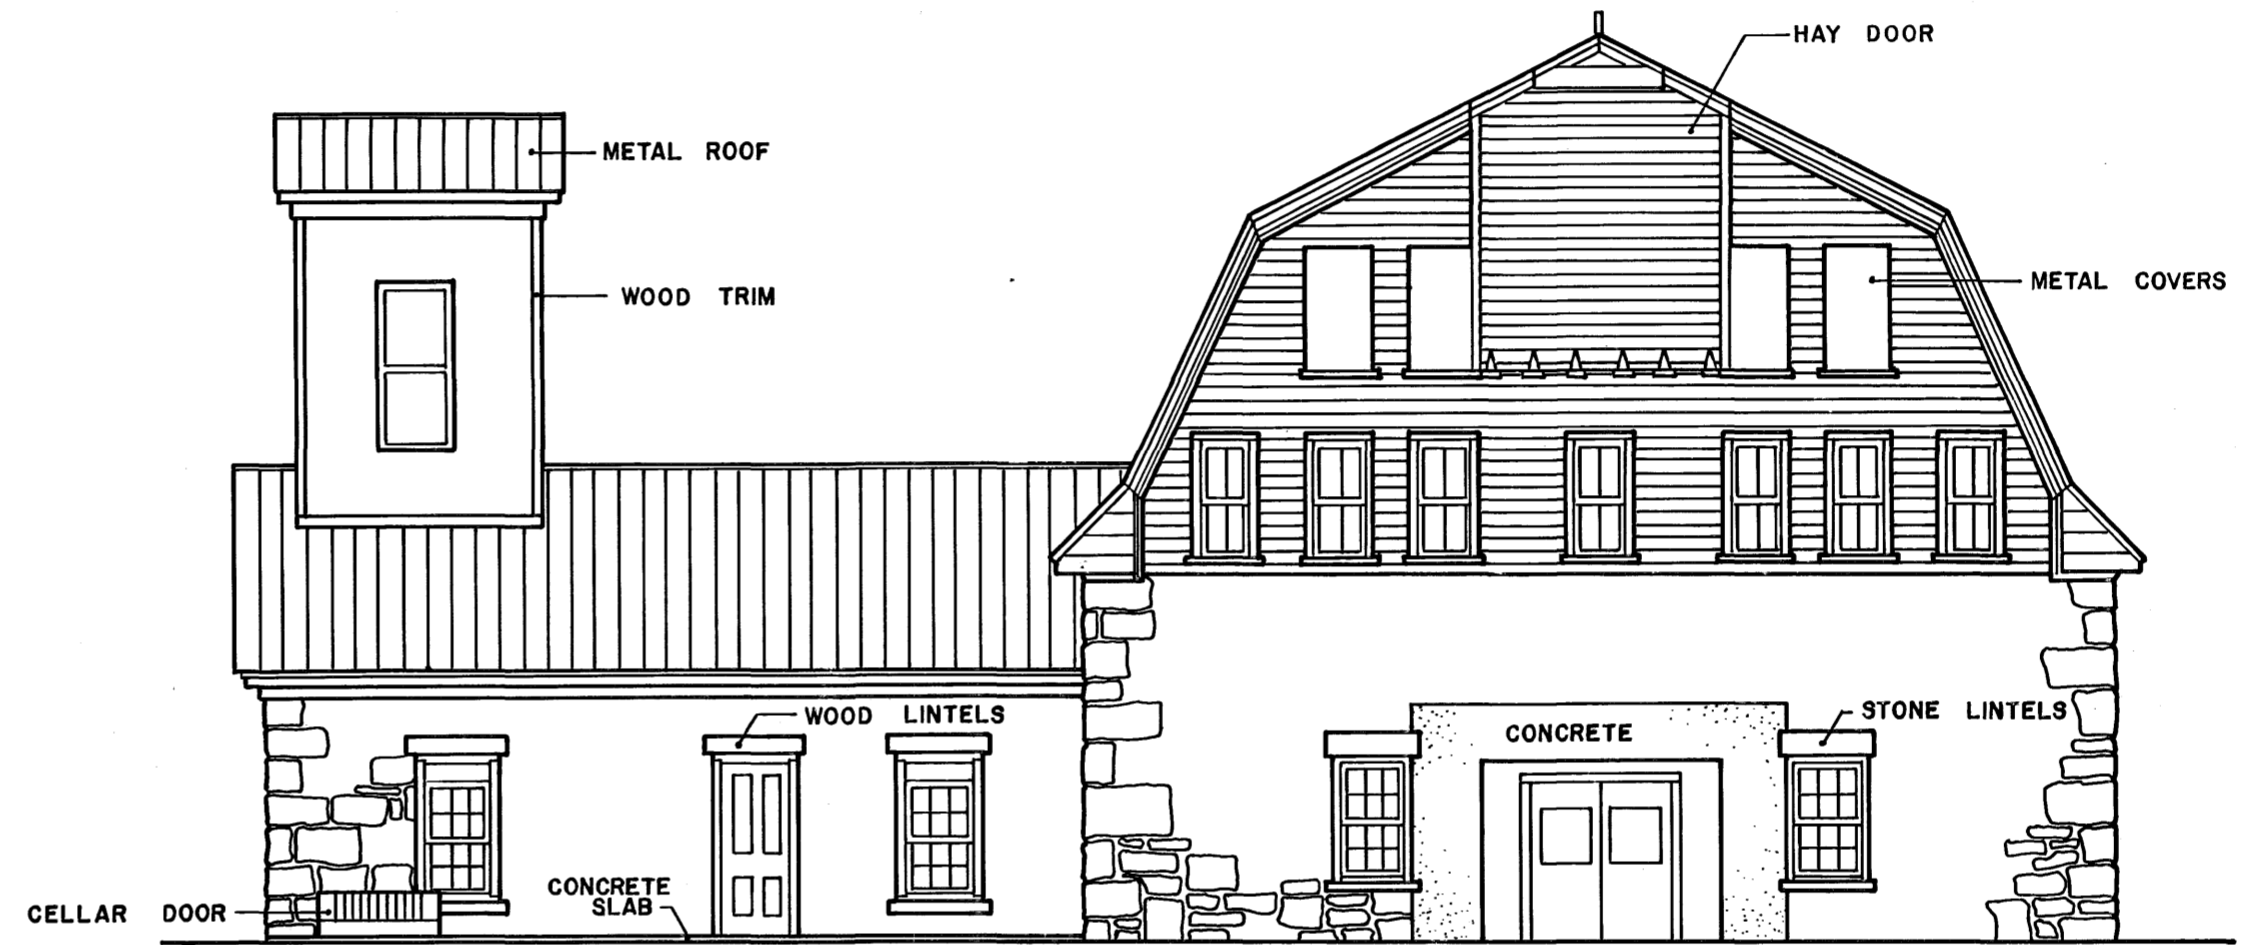 HAY DOOR
METAL ROOF
WOOD TRIM
METAL COVERS
WOOD LINTELS
STONE LINTELS
CONCRETE
CONCRETE
SLAB
CELLAR DOOR